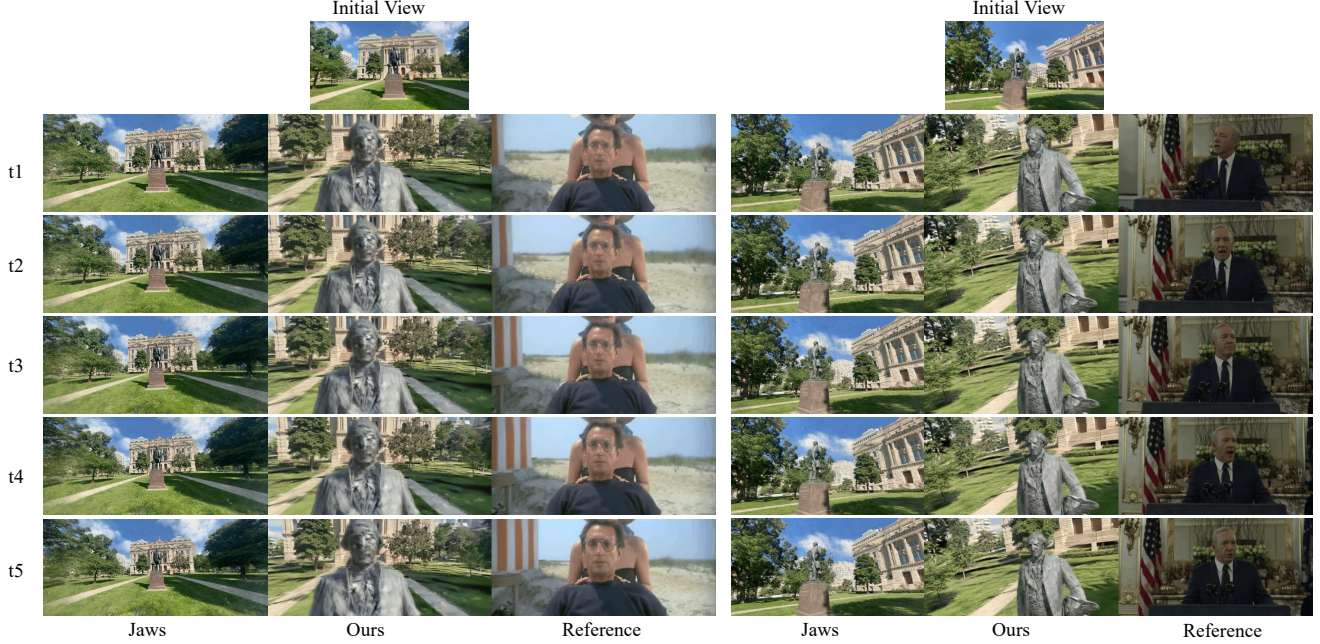 Initial View
Initial View
t1
t2
t3
t4
t5
Jaws
Ours
Reference
Jaws
Ours
Reference